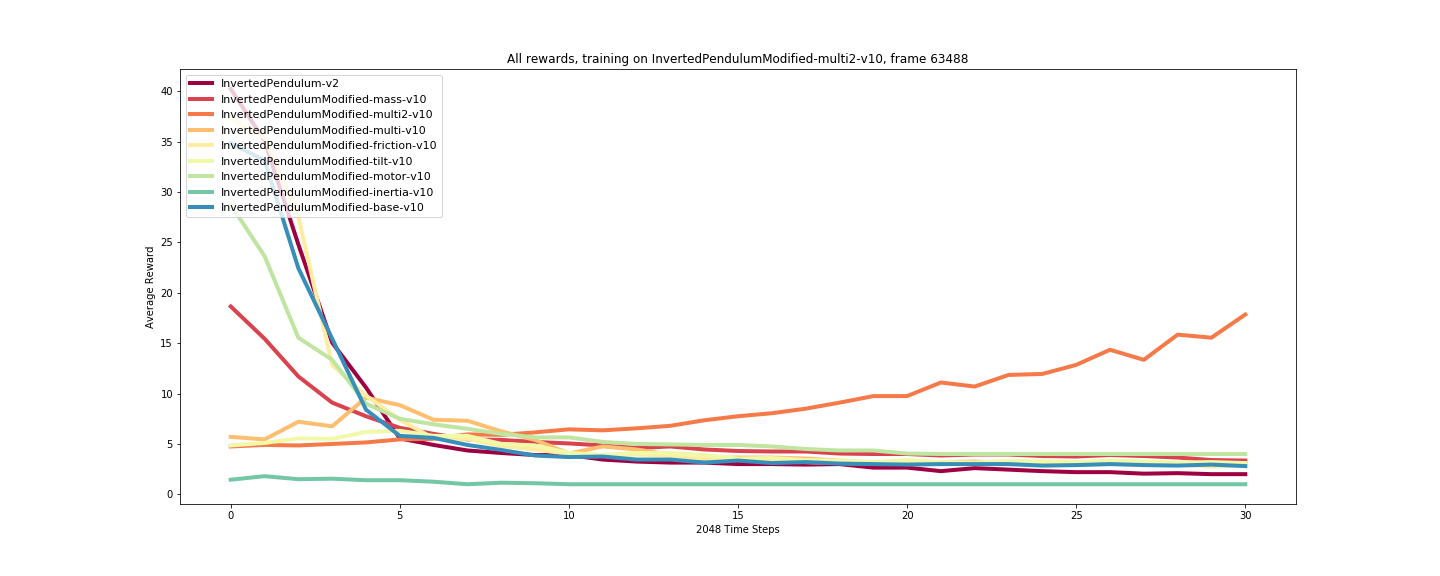 All rewards, training on InvertedPendulumModified-multi2-v10, frame 63488
InvertedPendulum-v2
InvertedPendulumModified-mass-v10
InvertedPendulumModified-multi2-v10
InvertedPendulumModified-multi-v10
InvertedPendulumModified-friction-v10
InvertedPendulumModified-tilt-v10
InvertedPendulumModified-motor-v10
InvertedPendulumModified-inertia-v10
InvertedPendulumModified-base-v10
40
35
30
25
20
15
10
5
0
Average Reward
0 5 10 15 20 25 30
2048 Time Steps